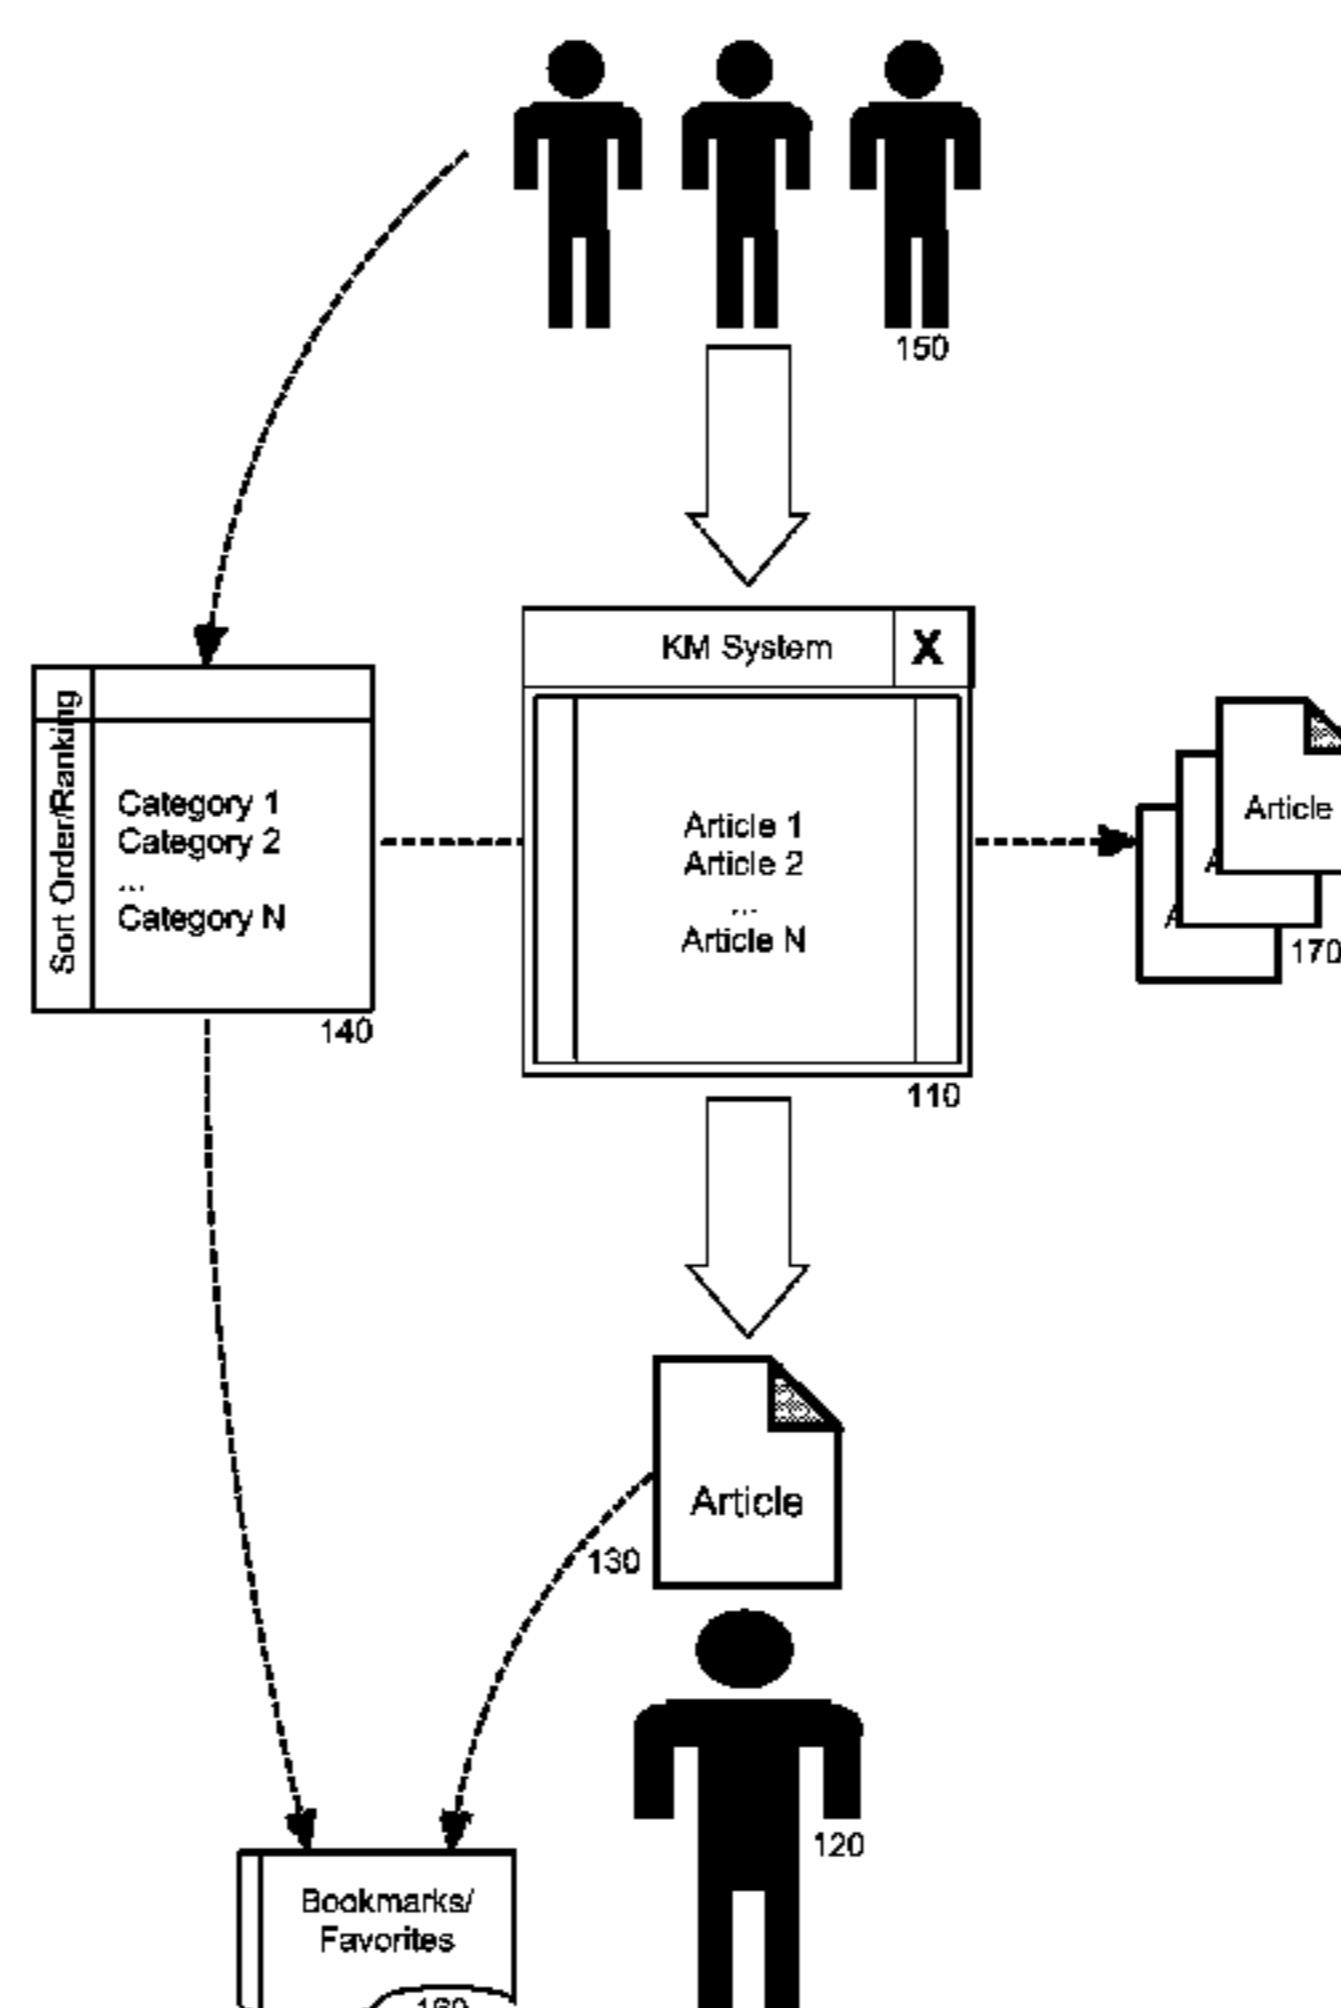 150
KM System
X
Sort Order/Ranking
Category 1
Category 2
...
Category N
140
Article 1
Article 2
...
Article N
110
Article
170
Article
130
120
Bookmarks/
Favorites